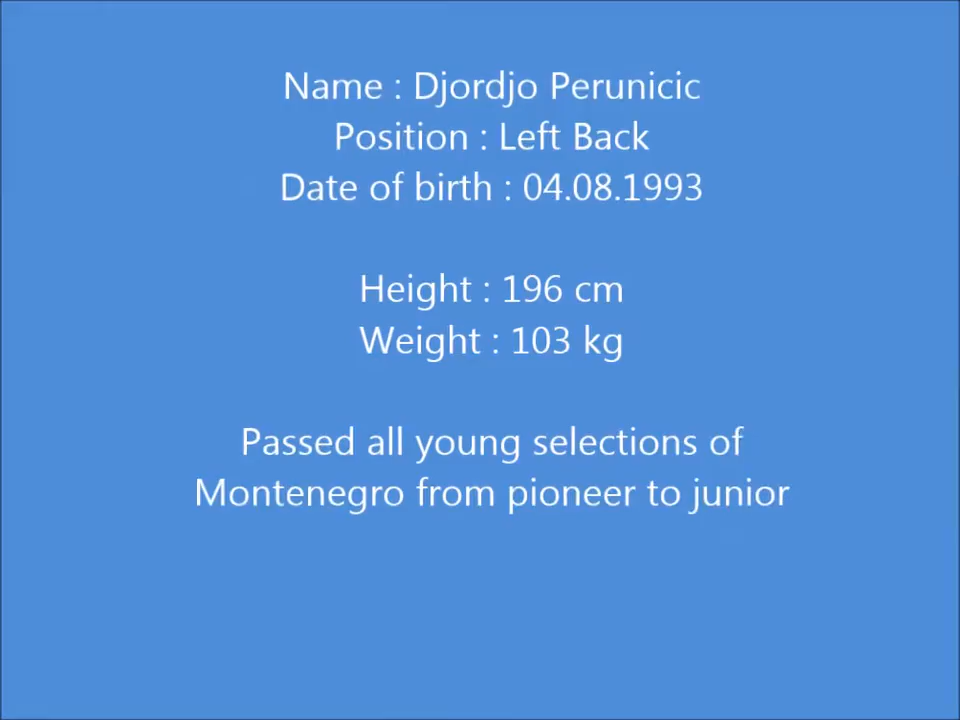 Name : Djordjo Perunicic
Position : Left Back
Date of birth : 04.08.1993
Height : 196 cm
Weight : 103 kg
Passed all young selections of
Montenegro from pioneer to junior